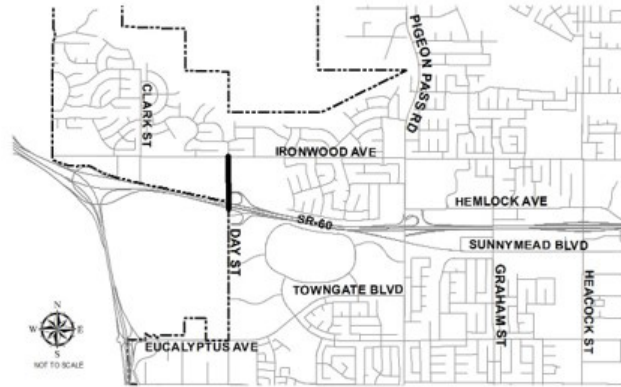 PIGEON PASS RD
CLARK ST
IRONWOOD AVE
HEMLOCK AVE
SR-60
SUNNYMEAD BLVD
DAY ST
TOWNGATE BLVD
GRAHAM ST
HEACOCK ST
EUCALYPTUS AVE
N
W E
S
NOT TO SCALE